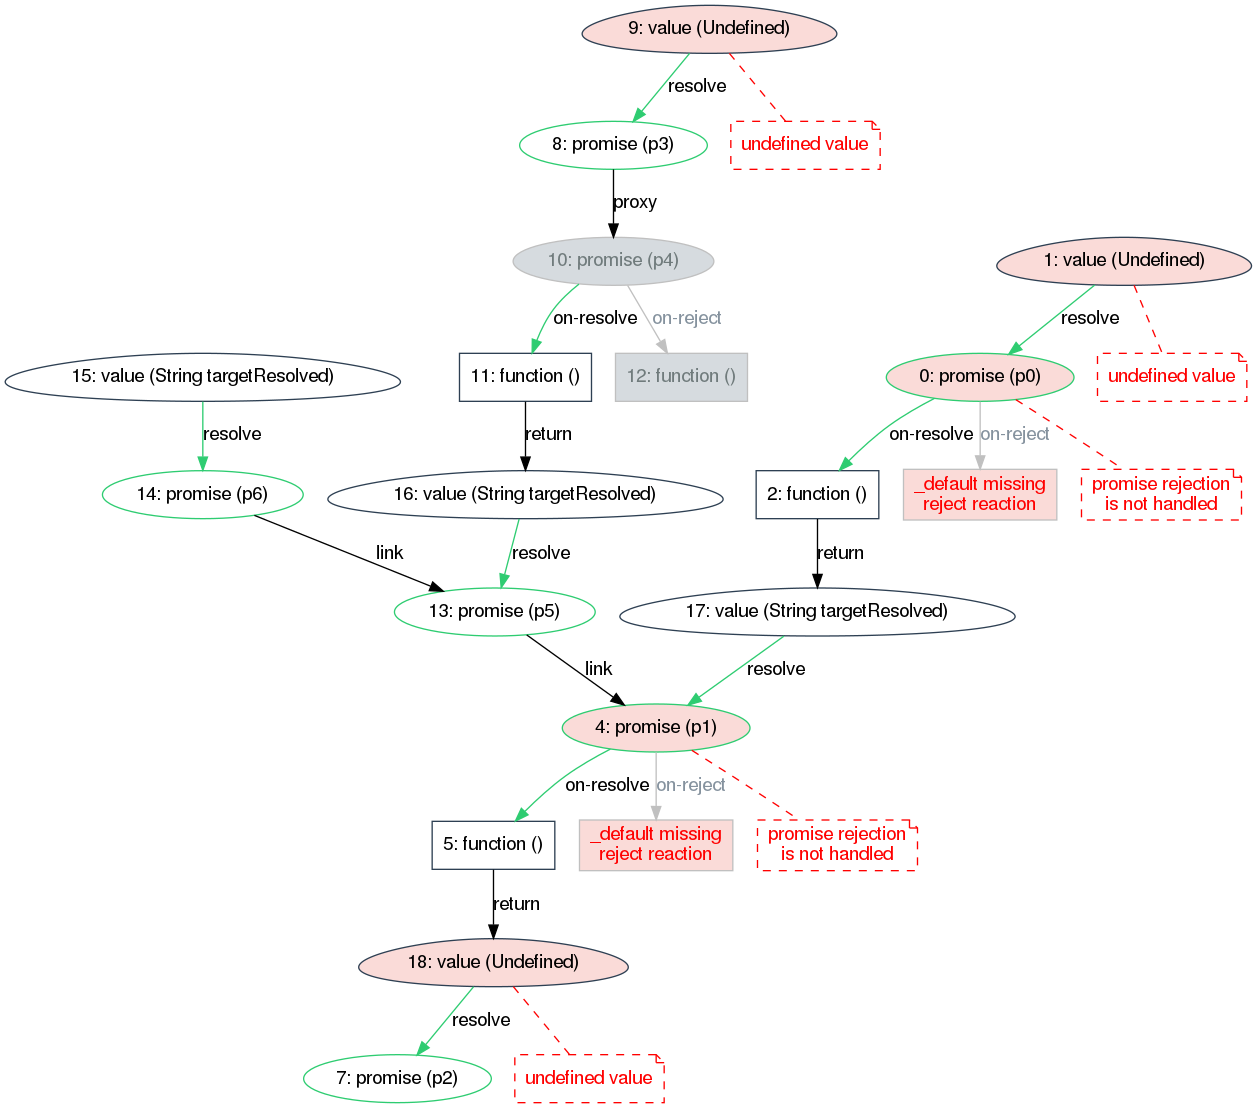 9: value (Undefined)
resolve
8: promise (p3)
undefined value
proxy
10: promise (p4)
1: value (Undefined)
on-resolve
on-reject
resolve
15: value (String targetResolved)
11: function ()
12: function ()
0: promise (p0)
undefined value
resolve
return
on-resolve
on-reject
14: promise (p6)
16: value (String targetResolved)
2: function ()
_default missing
reject reaction
promise rejection
is not handled
link
resolve
return
13: promise (p5)
17: value (String targetResolved)
link
resolve
4: promise (p1)
on-resolve
on-reject
5: function ()
_default missing
reject reaction
promise rejection
is not handled
return
18: value (Undefined)
resolve
7: promise (p2)
undefined value